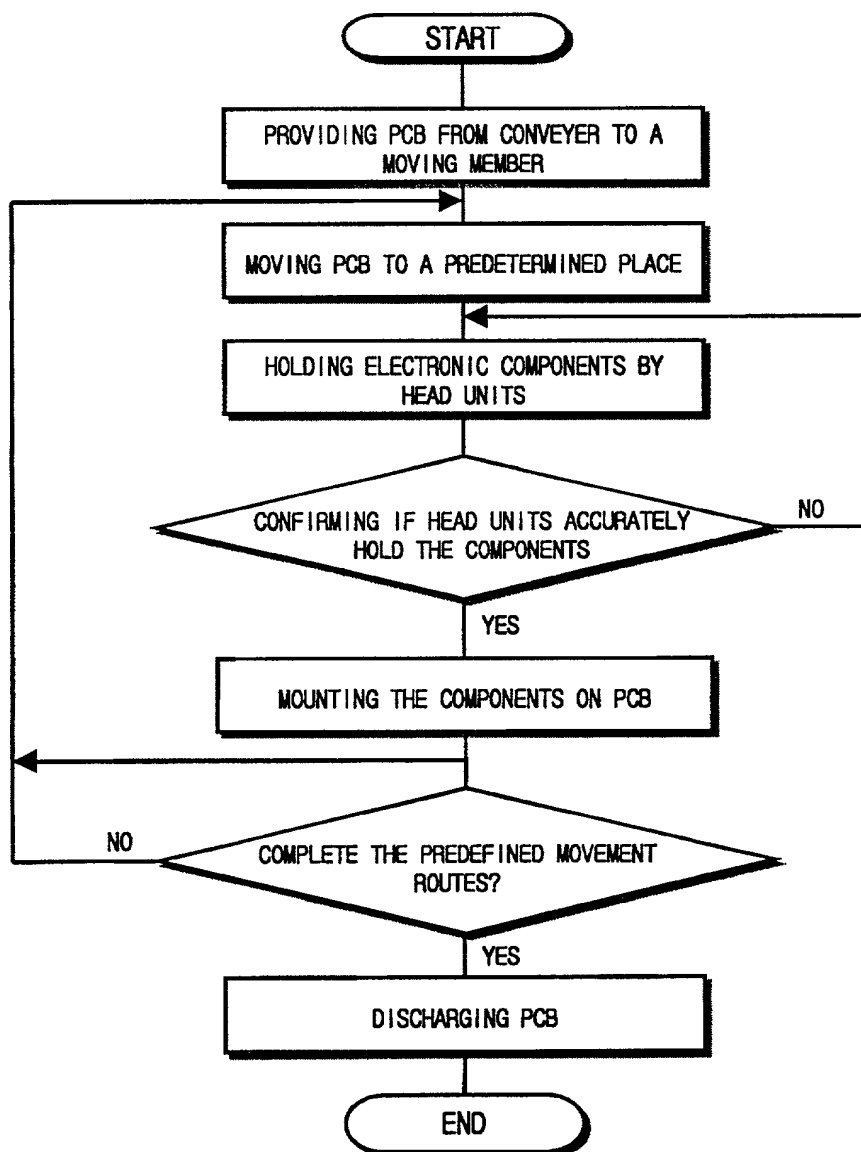 START
PROVIDING PCB FROM CONVEYER TO A
MOVING MEMBER
MOVING PCB TO A PREDETERMINED PLACE
HOLDING ELECTRONIC COMPONENTS BY
HEAD UNITS
CONFIRMING IF HEAD UNITS ACCURATELY
HOLD THE COMPONENTS
NO
YES
MOUNTING THE COMPONENTS ON PCB
NO
COMPLETE THE PREDEFINED MOVEMENT
ROUTES?
YES
DISCHARGING PCB
END